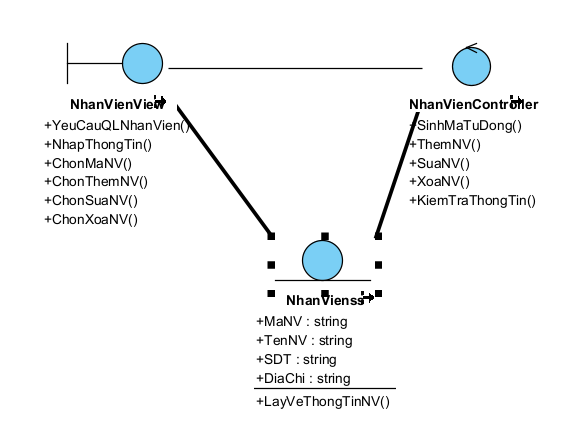 NhanVienView
+YeuCauQLNhanVien()
+NhapThongTin()
+ChonMaNV()
+ChonThemNV()
+ChonSuaNV()
+ChonXoaNV()
NhanVienController
+SinhMaTuDong()
+ThemNV()
+SuaNV()
+XoaNV()
+KiemTraThongTin()
NhanVienss
+MaNV : string
+TenNV : string
+SDT : string
+DiaChi : string
+LayVeThongTinNV()